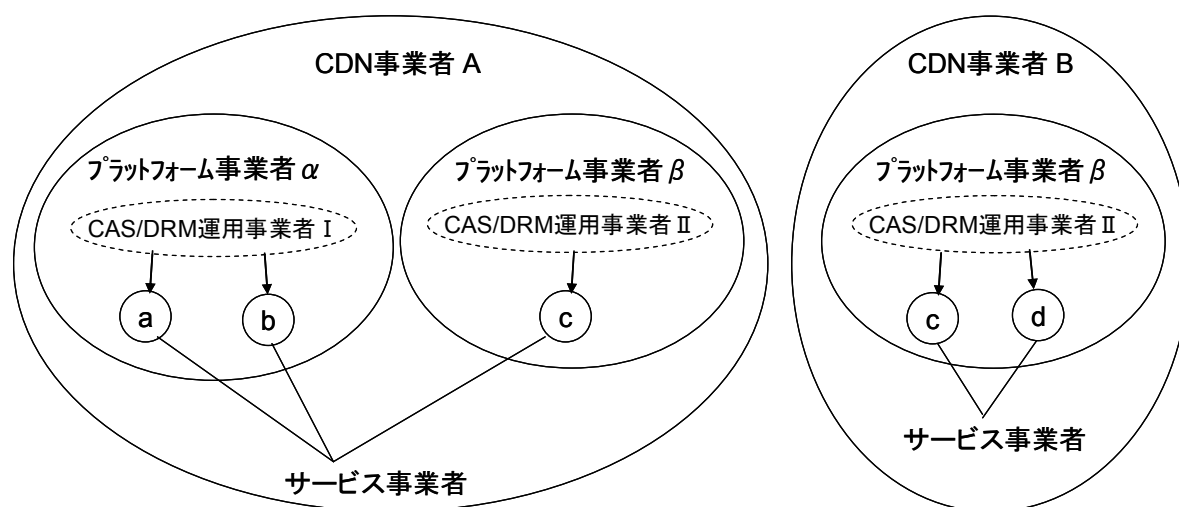 CDN事業者 A
プラットフォーム事業者 α
CAS/DRM運用事業者 Ⅰ
a
b
プラットフォーム事業者 β
CAS/DRM運用事業者 Ⅱ
c
サービス事業者
CDN事業者 B
プラットフォーム事業者 β
CAS/DRM運用事業者 Ⅱ
c
d
サービス事業者